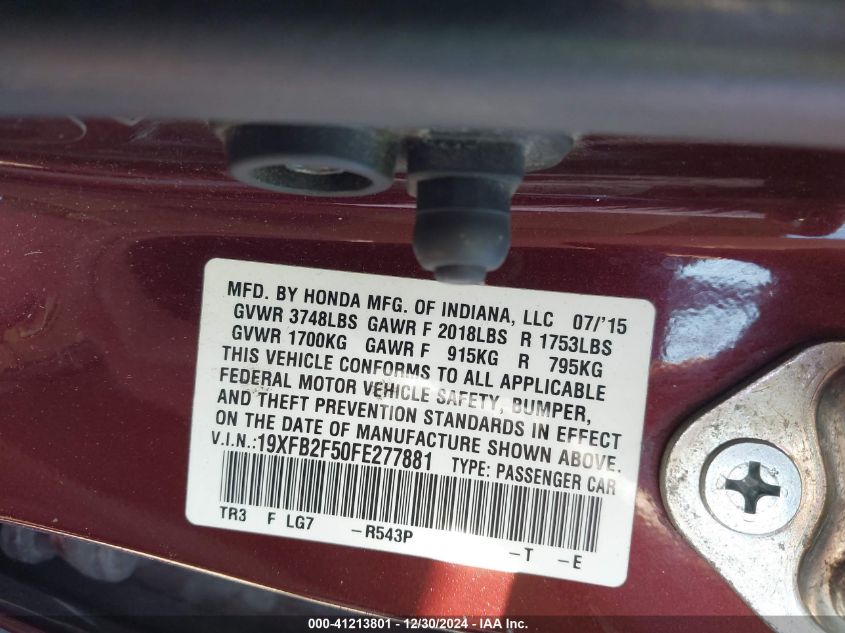 MFD. BY HONDA MFG. OF INDIANA, LLC 07/'15
GVWR 3748LBS GAWR F 2018LBS R 1753LBS
GVWR 1700KG GAWR F 915KG R 795KG
THIS VEHICLE CONFORMS TO ALL APPLICABLE
FEDERAL MOTOR VEHICLE SAFETY, BUMPER,
AND THEFT PREVENTION STANDARDS IN EFFECT
ON THE DATE OF MANUFACTURE SHOWN ABOVE.
V.I.N.:19XFB2F50FE277881 TYPE: PASSENGER CAR
TR3 F LG7 -R543P -T -E
000-41213801 - 12/30/2024 - IAA Inc.